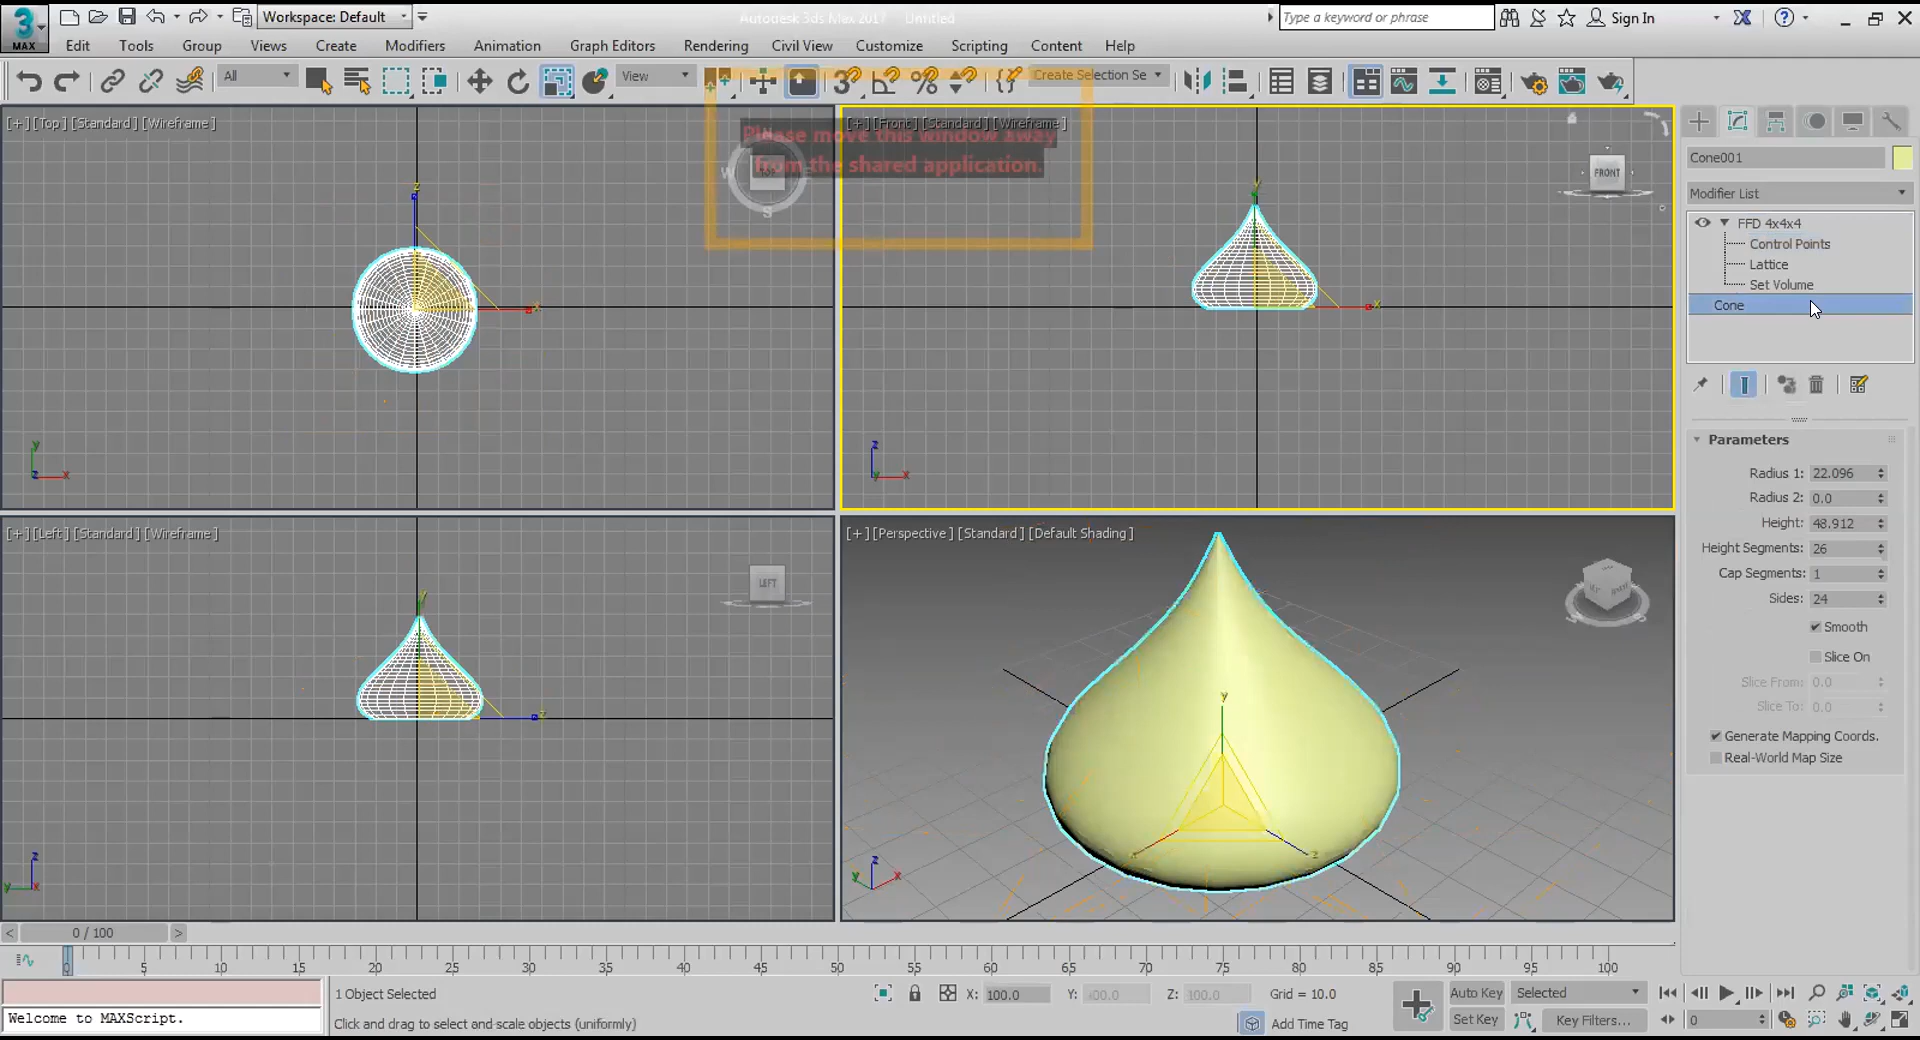 3
MAX
Workspace: Default
Autodesk 3ds Max 2017 Untitled
Type a keyword or phrase
Sign In
Edit Tools Group Views Create Modifiers Animation Graph Editors Rendering Civil View Customize Scripting Content Help
All
View
Create Selection Se
Please move this window away
from the shared application.
[+] [Top] [Standard] [Wireframe]
[+] [Front] [Standard] [Wireframe]
FRONT
S
z
x
y
x
y x
z x
Cone001
Modifier List
FFD 4x4x4
Control Points
Lattice
Set Volume
Cone
Parameters
Radius 1: 22.096
Radius 2: 0.0
Height: 48.912
Height Segments: 26
Cap Segments: 1
Sides: 24
Smooth
Slice On
Slice From: 0.0
Slice To: 0.0
Generate Mapping Coords.
Real-World Map Size
[+] [Left] [Standard] [Wireframe]
LEFT
[+] [Perspective] [Standard] [Default Shading]
y
z
z
y
z
x
0 / 100
0 5 10 15 20 25 30 35 40 45 50 55 60 65 70 75 80 85 90 95 100
1 Object Selected
X: 100.0 Y: 100.0 Z: 100.0 Grid = 10.0
Auto Key Selected
Welcome to MAXScript.
Click and drag to select and scale objects (uniformly)
Add Time Tag
Set Key Key Filters... 0